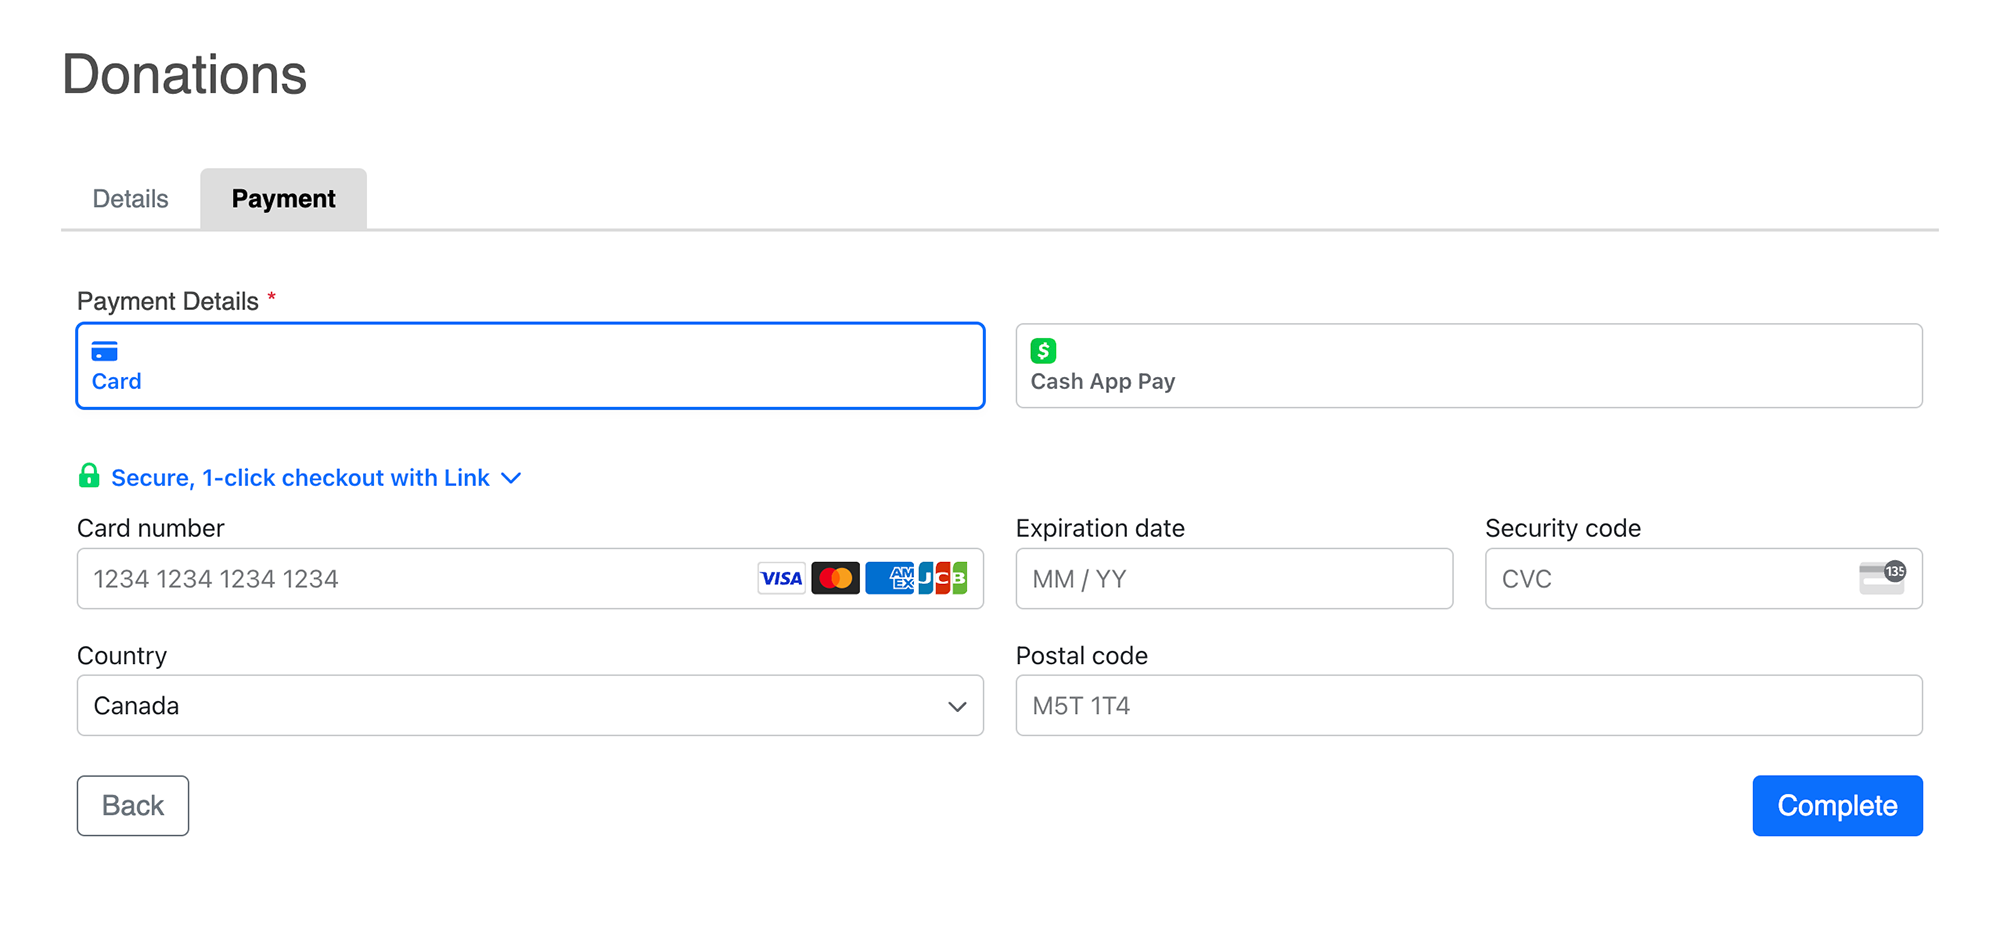 Donations
Details Payment
Payment Details *
Card
Cash App Pay
Secure, 1-click checkout with Link
Card number Expiration date Security code
1234 1234 1234 1234 VISA AM EX JCB MM / YY CVC 135
Country Postal code
Canada M5T 1T4
Back Complete